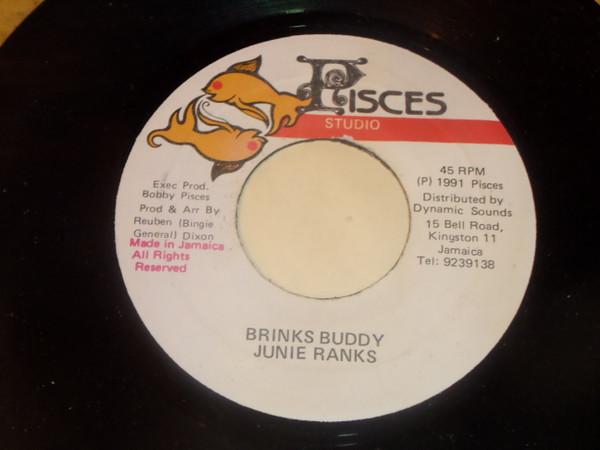 PISCES
STUDIO
Exec Prod.
Bobby Pisces
Prod & Arr By
Reuben (Bingie
General) Dixon
Made in Jamaica
All Rights
Reserved
45 RPM
(P) 1991 Pisces
Distributed by
Dynamic Sounds
15 Bell Road,
Kingston 11
Jamaica
Tel: 9239138
BRINKS BUDDY
JUNIE RANKS